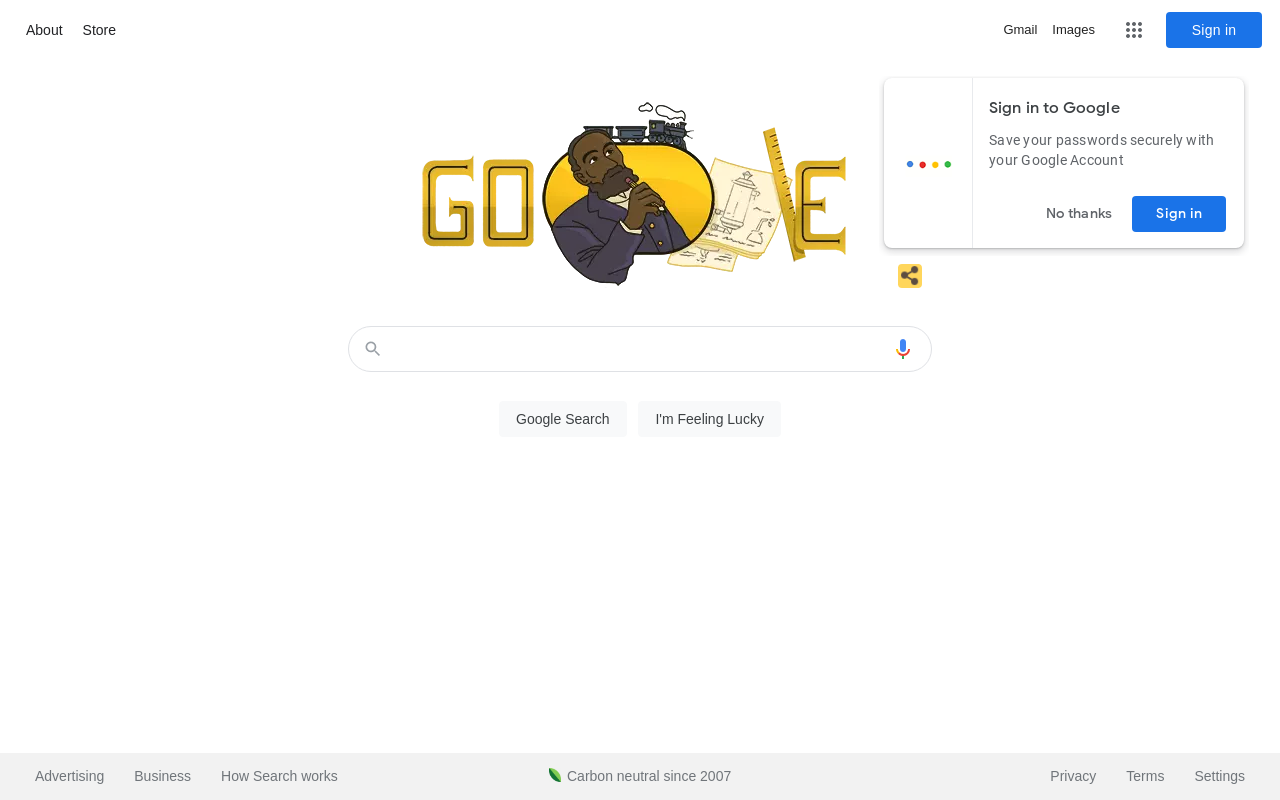 About Store
Gmail Images
Sign in
GOOGLE
Sign in to Google
Save your passwords securely with
your Google Account
No thanks
Sign in
Google Search
I'm Feeling Lucky
Advertising Business How Search works
Carbon neutral since 2007
Privacy Terms Settings